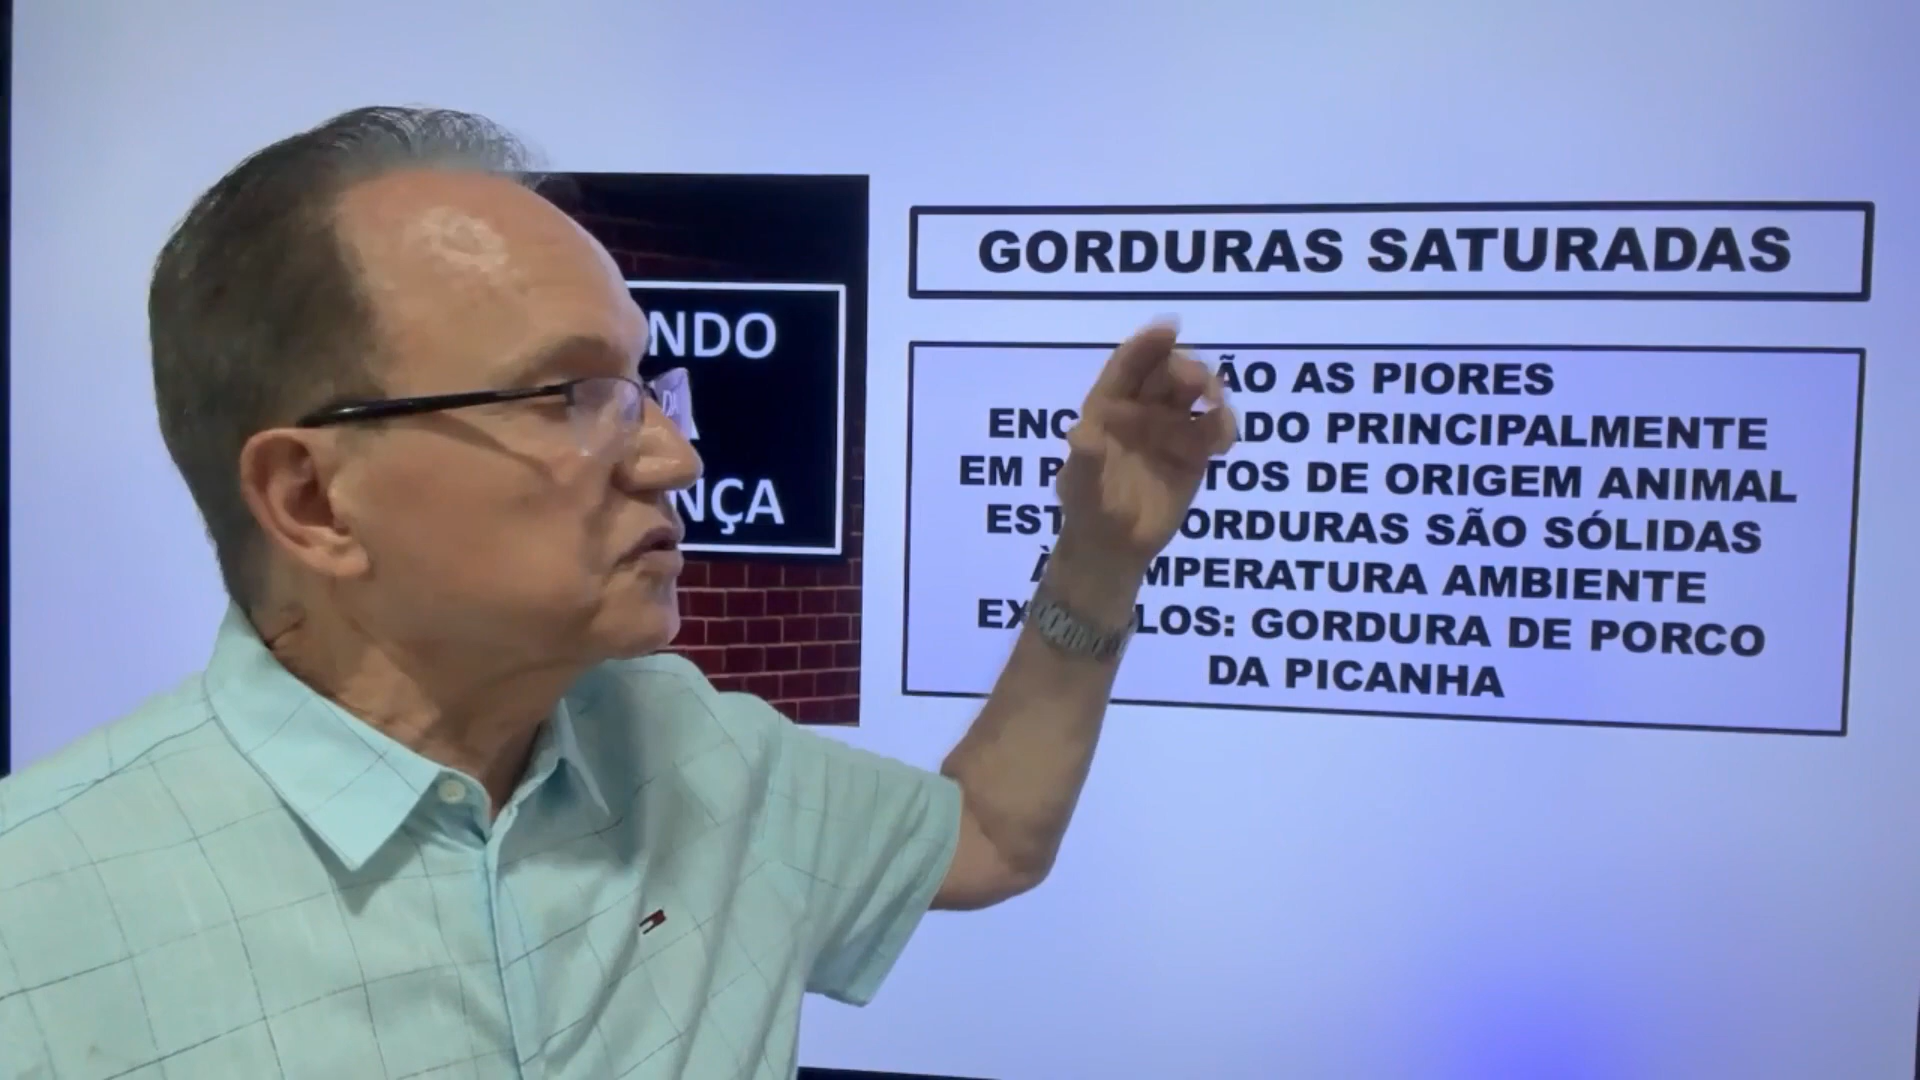 NDO
NÇA
GORDURAS SATURADAS
ÃO AS PIORES
ENC ADO PRINCIPALMENTE
EM P TOS DE ORIGEM ANIMAL
EST ORDURAS SÃO SÓLIDAS
À MPERATURA AMBIENTE
EX LOS: GORDURA DE PORCO
DA PICANHA